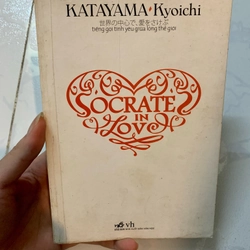 KATAYAMA Kyoichi
世界の中心で、愛をさけぶ
tiếng gọi tình yêu giữa lòng thế giới
SOCRATES
IN
LOVE
vh